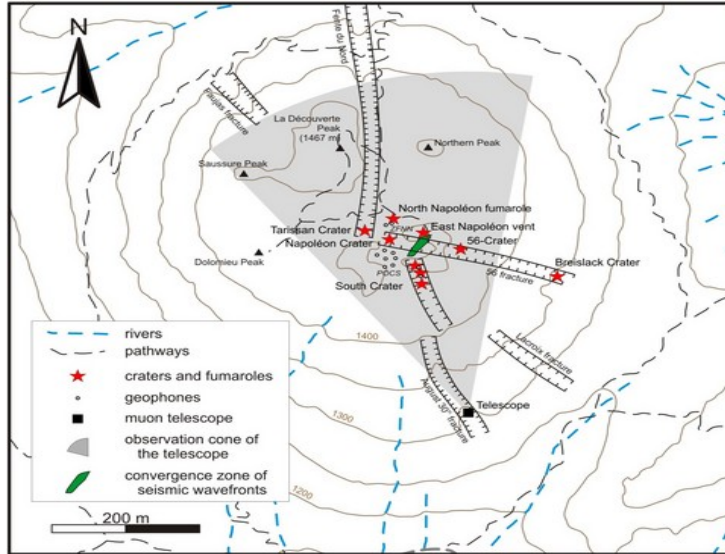 N
Fente du Nord
Faujas fracture
La Découverte
Peak
(1467 m)
Northern Peak
Saussure Peak
North Napoléon fumarole
Tarissan Crater
East Napoléon vent
Napoléon Crater
56-Crater
Breislack Crater
Dolomieu Peak
56 fracture
South Crater
Lacroix fracture
1400
Telescope
August 30° fracture
1300
1200
rivers
pathways
craters and fumaroles
geophones
muon telescope
observation cone of
the telescope
convergence zone of
seismic wavefronts
200 m